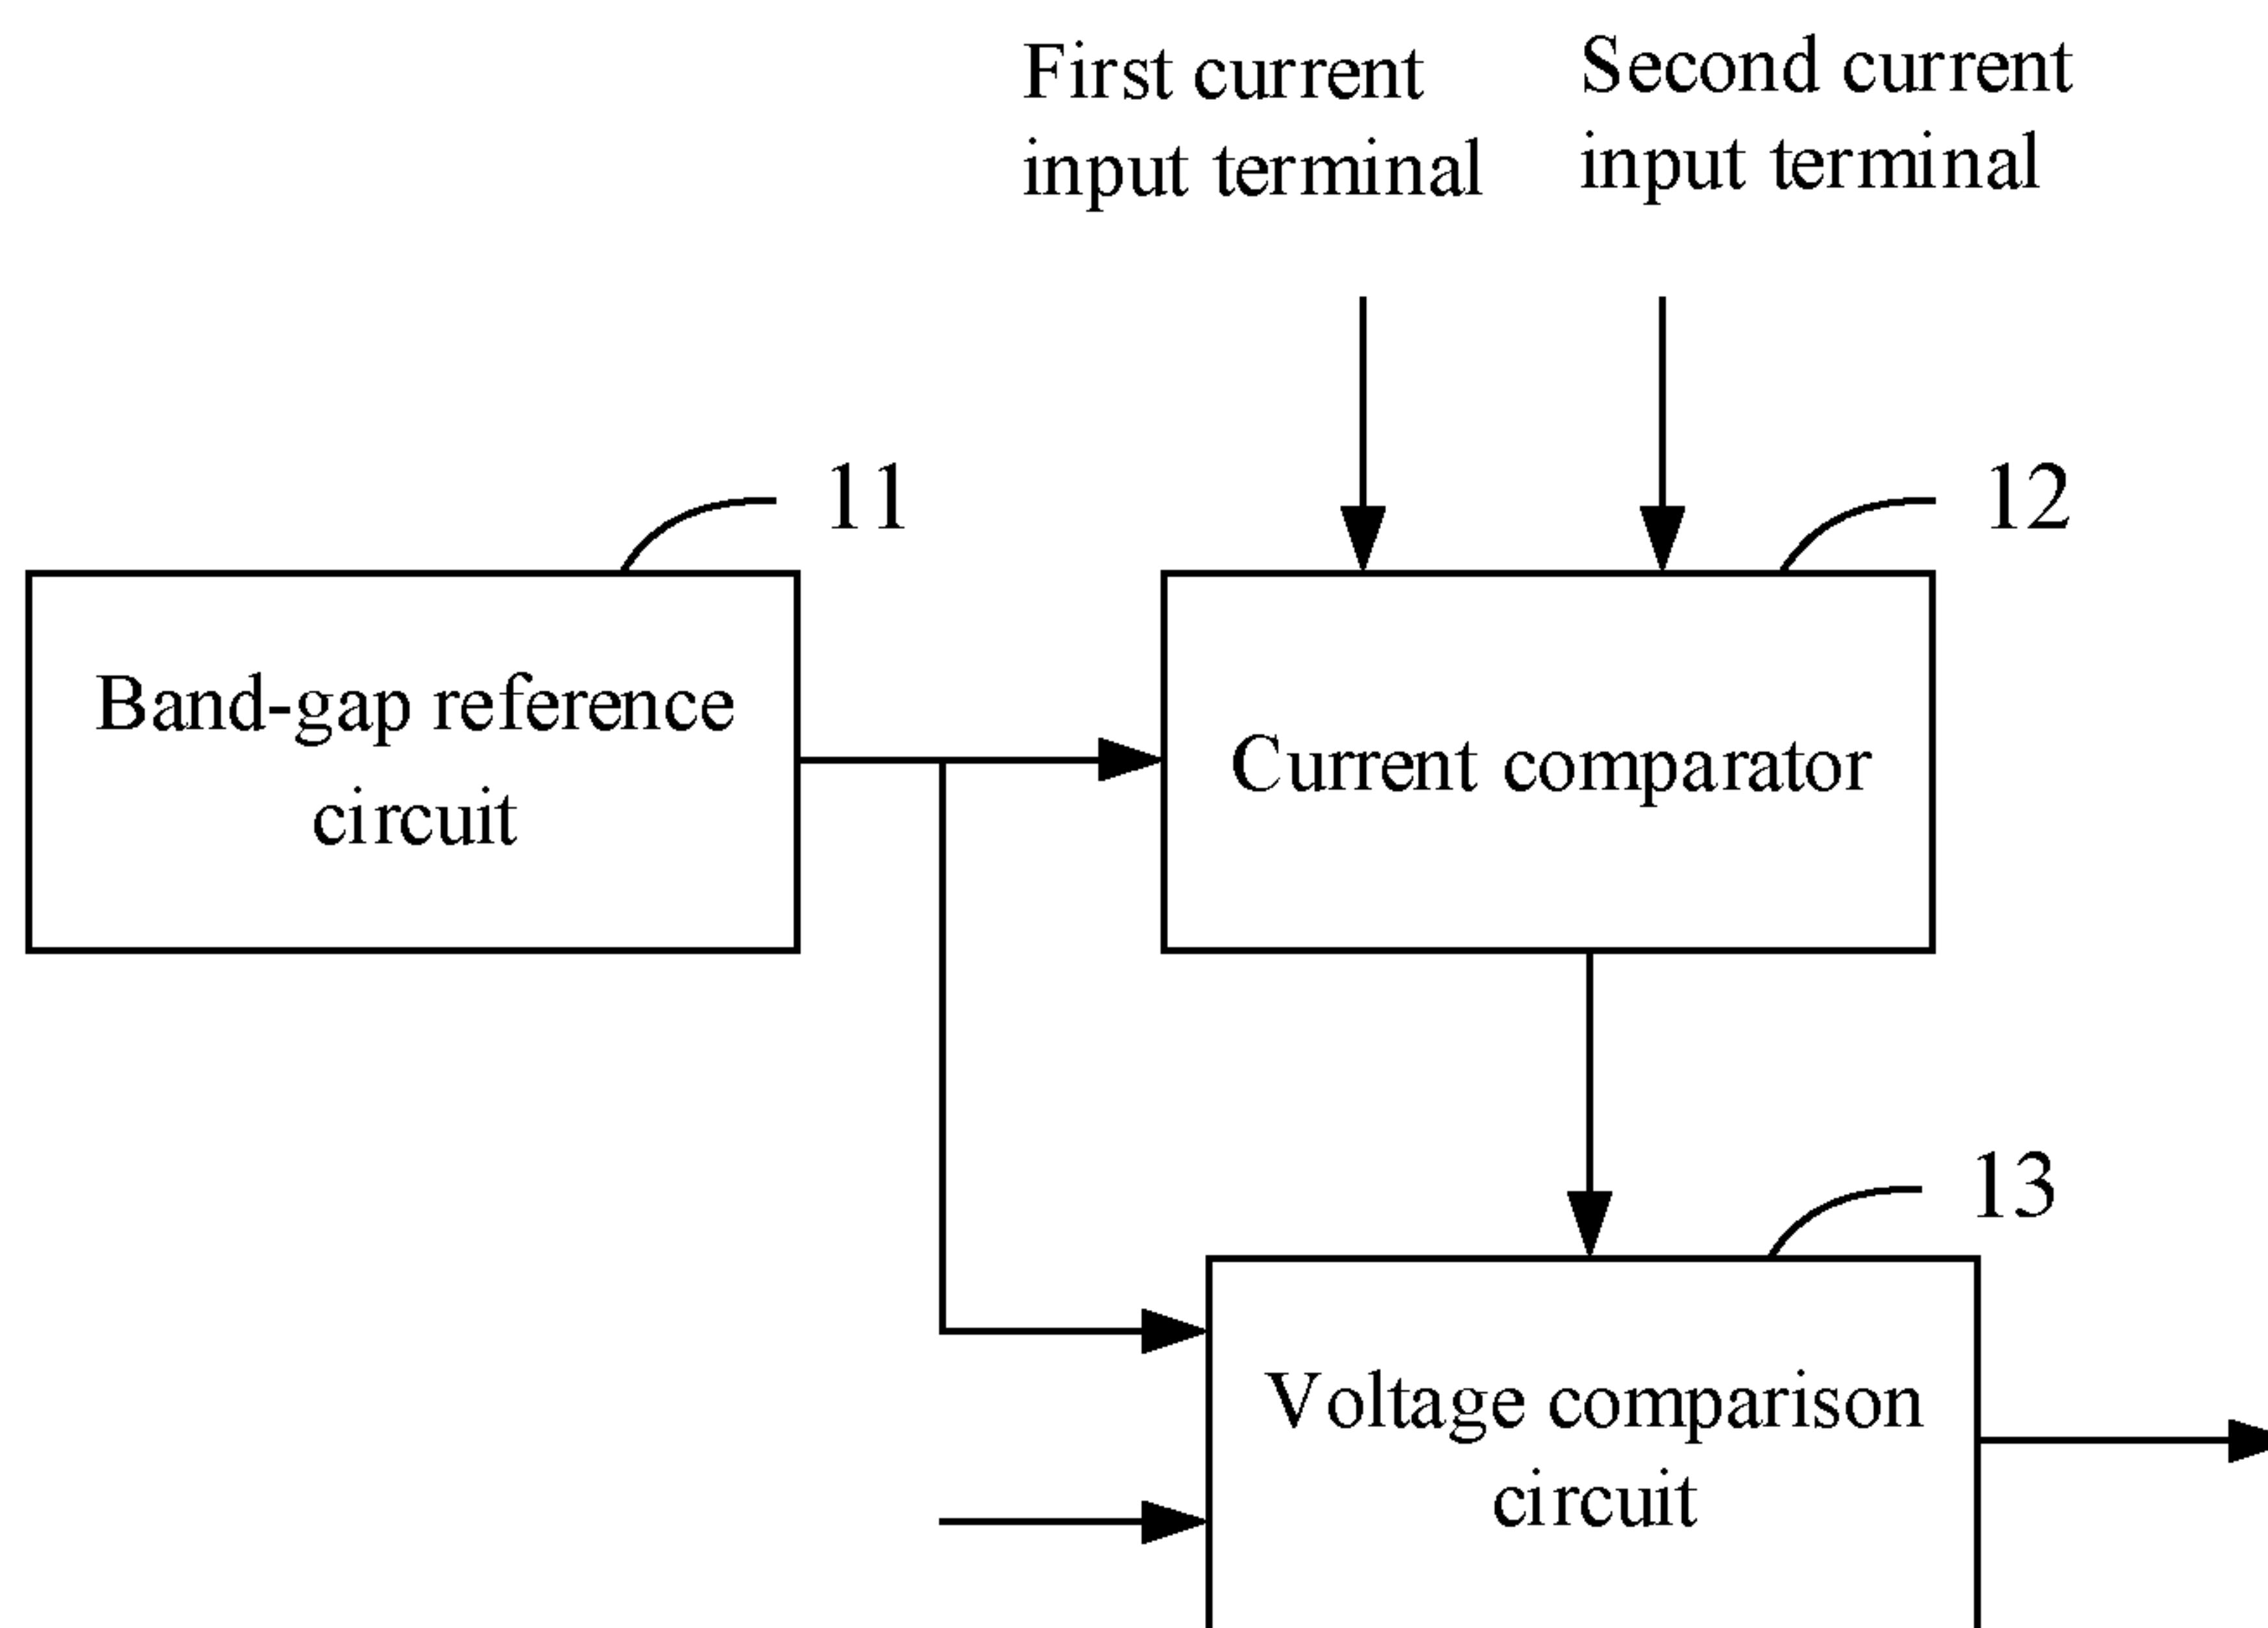 First current
input terminal
Second current
input terminal
11
12
Band-gap reference
circuit
Current comparator
13
Voltage comparison
circuit